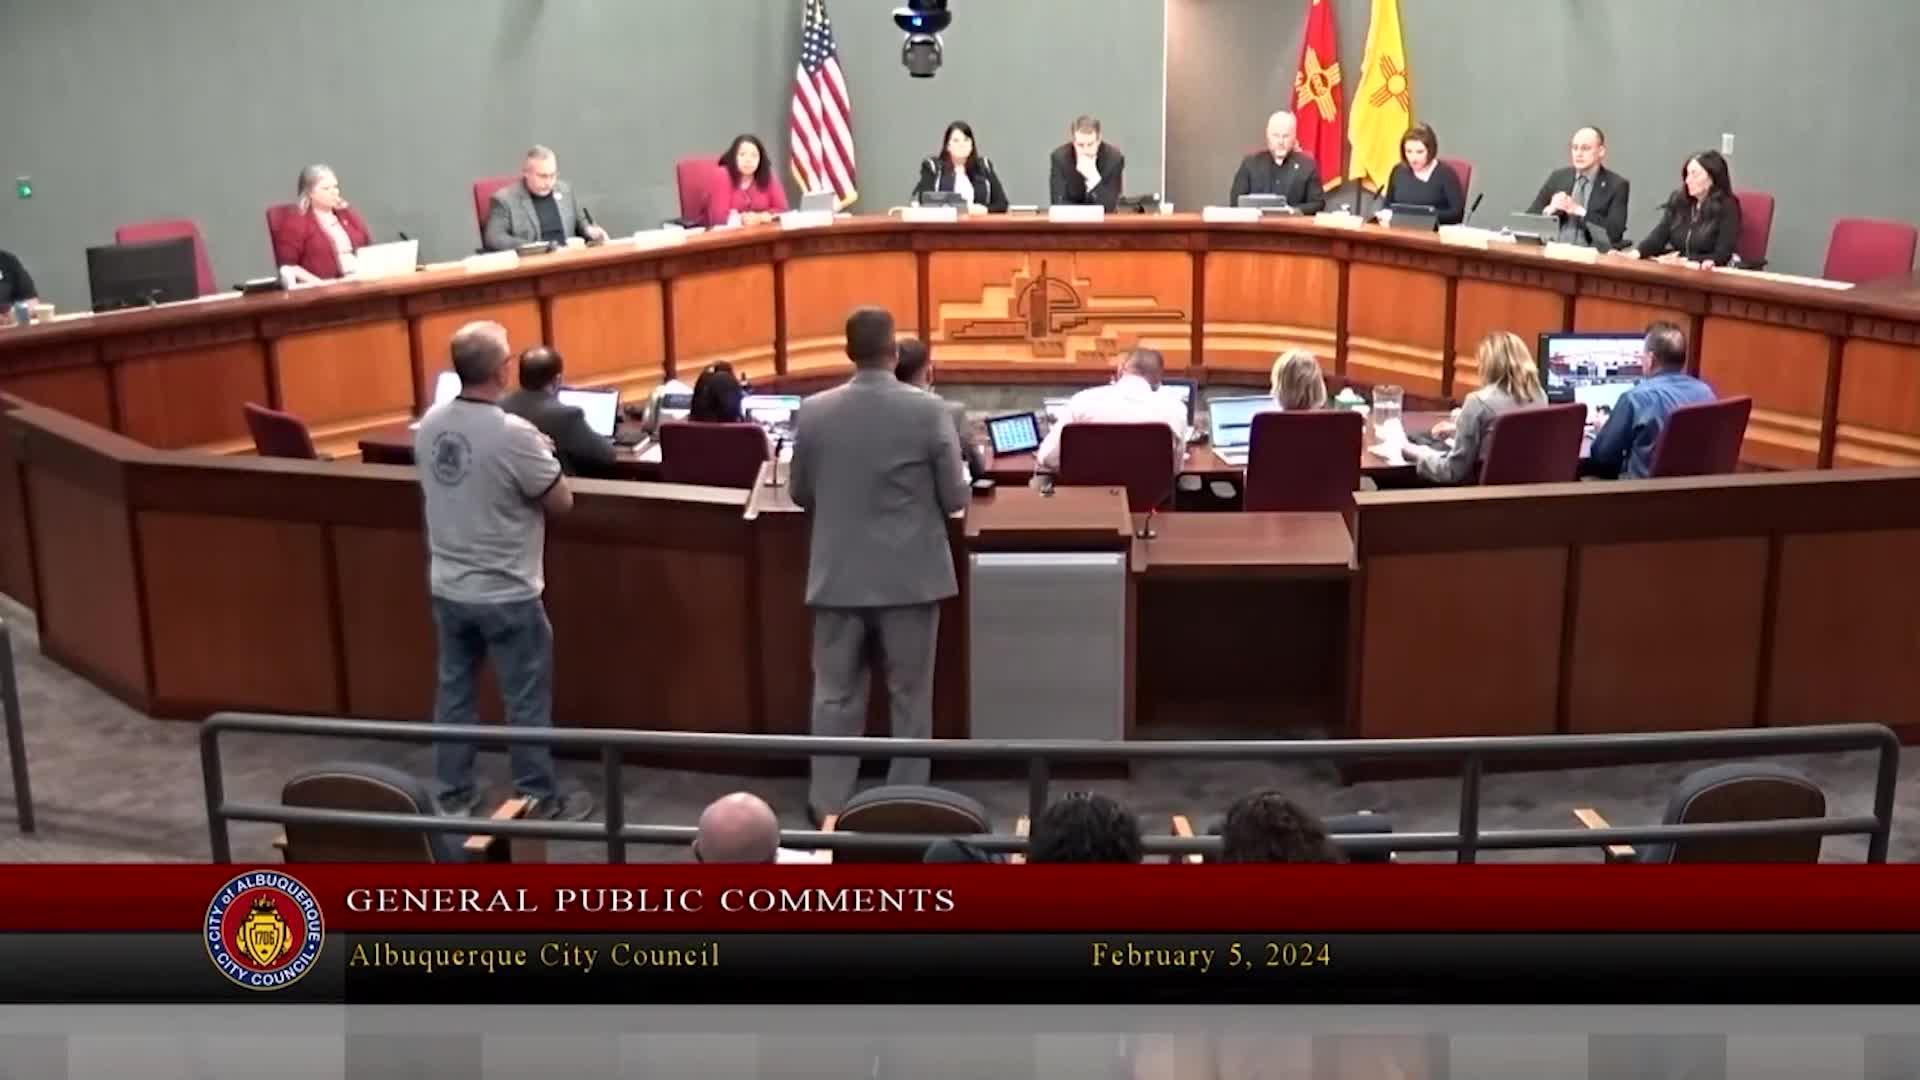 GENERAL PUBLIC COMMENTS
CITY of ALBUQUERQUE
1706
CITY COUNCIL
Albuquerque City Council
February 5, 2024